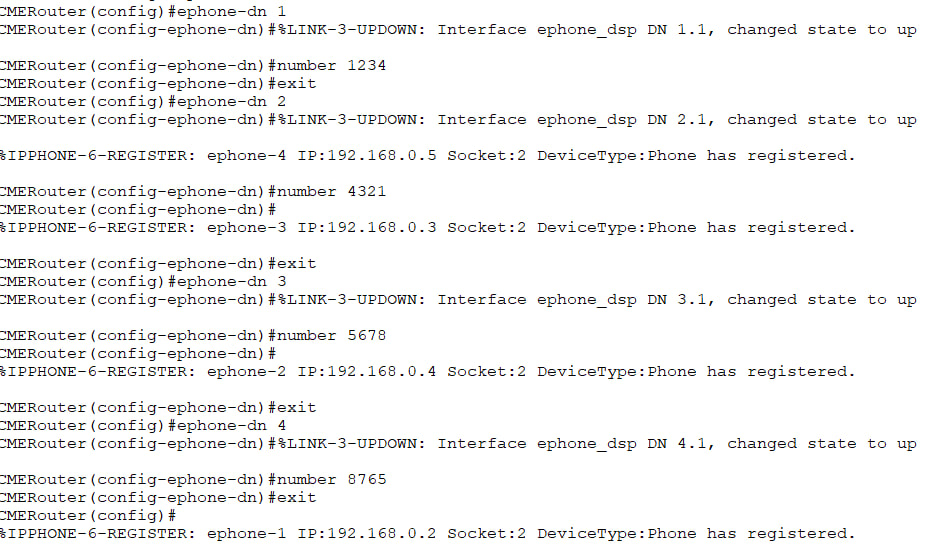 CMERouter(config)#ephone-dn 1
CMERouter(config-ephone-dn)#%LINK-3-UPDOWN: Interface ephone_dsp DN 1.1, changed state to up
CMERouter(config-ephone-dn)#number 1234
CMERouter(config-ephone-dn)#exit
CMERouter(config)#ephone-dn 2
CMERouter(config-ephone-dn)#%LINK-3-UPDOWN: Interface ephone_dsp DN 2.1, changed state to up
%IPPHONE-6-REGISTER: ephone-4 IP:192.168.0.5 Socket:2 DeviceType:Phone has registered.
CMERouter(config-ephone-dn)#number 4321
CMERouter(config-ephone-dn)#
%IPPHONE-6-REGISTER: ephone-3 IP:192.168.0.3 Socket:2 DeviceType:Phone has registered.
CMERouter(config-ephone-dn)#exit
CMERouter(config)#ephone-dn 3
CMERouter(config-ephone-dn)#%LINK-3-UPDOWN: Interface ephone_dsp DN 3.1, changed state to up
CMERouter(config-ephone-dn)#number 5678
CMERouter(config-ephone-dn)#
%IPPHONE-6-REGISTER: ephone-2 IP:192.168.0.4 Socket:2 DeviceType:Phone has registered.
CMERouter(config-ephone-dn)#exit
CMERouter(config)#ephone-dn 4
CMERouter(config-ephone-dn)#%LINK-3-UPDOWN: Interface ephone_dsp DN 4.1, changed state to up
CMERouter(config-ephone-dn)#number 8765
CMERouter(config-ephone-dn)#exit
CMERouter(config)#
%IPPHONE-6-REGISTER: ephone-1 IP:192.168.0.2 Socket:2 DeviceType:Phone has registered.